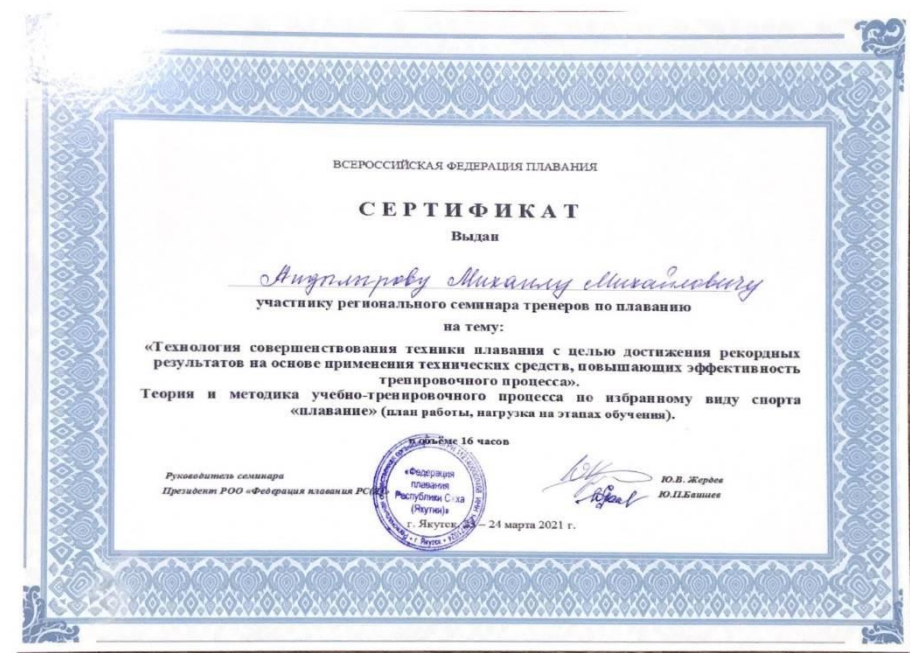 ВСЕРОССИЙСКАЯ ФЕДЕРАЦИЯ ПЛАВАНИЯ
СЕРТИФИКАТ
Выдан
Михаилу Михайловичу
участнику регионального семинара тренеров по плаванию
на тему:
«Технология совершенствования техники плавания с целью достижения рекордных
результатов на основе применения технических средств, повышающих эффективность
тренировочного процесса».
Теория и методика учебно-тренировочного процесса по избранному виду спорта
«плавание» (план работы, нагрузка на этапах обучения).
в объёме 16 часов
Руководитель семинара
Ю.В. Жердев
Президент РОО «Федерация плавания РС(Я)»
Ю.П.Баишев
«Федерация
плавания
Республики Саха
(Якутия)»
г. Якутск, 23 – 24 марта 2021 г.